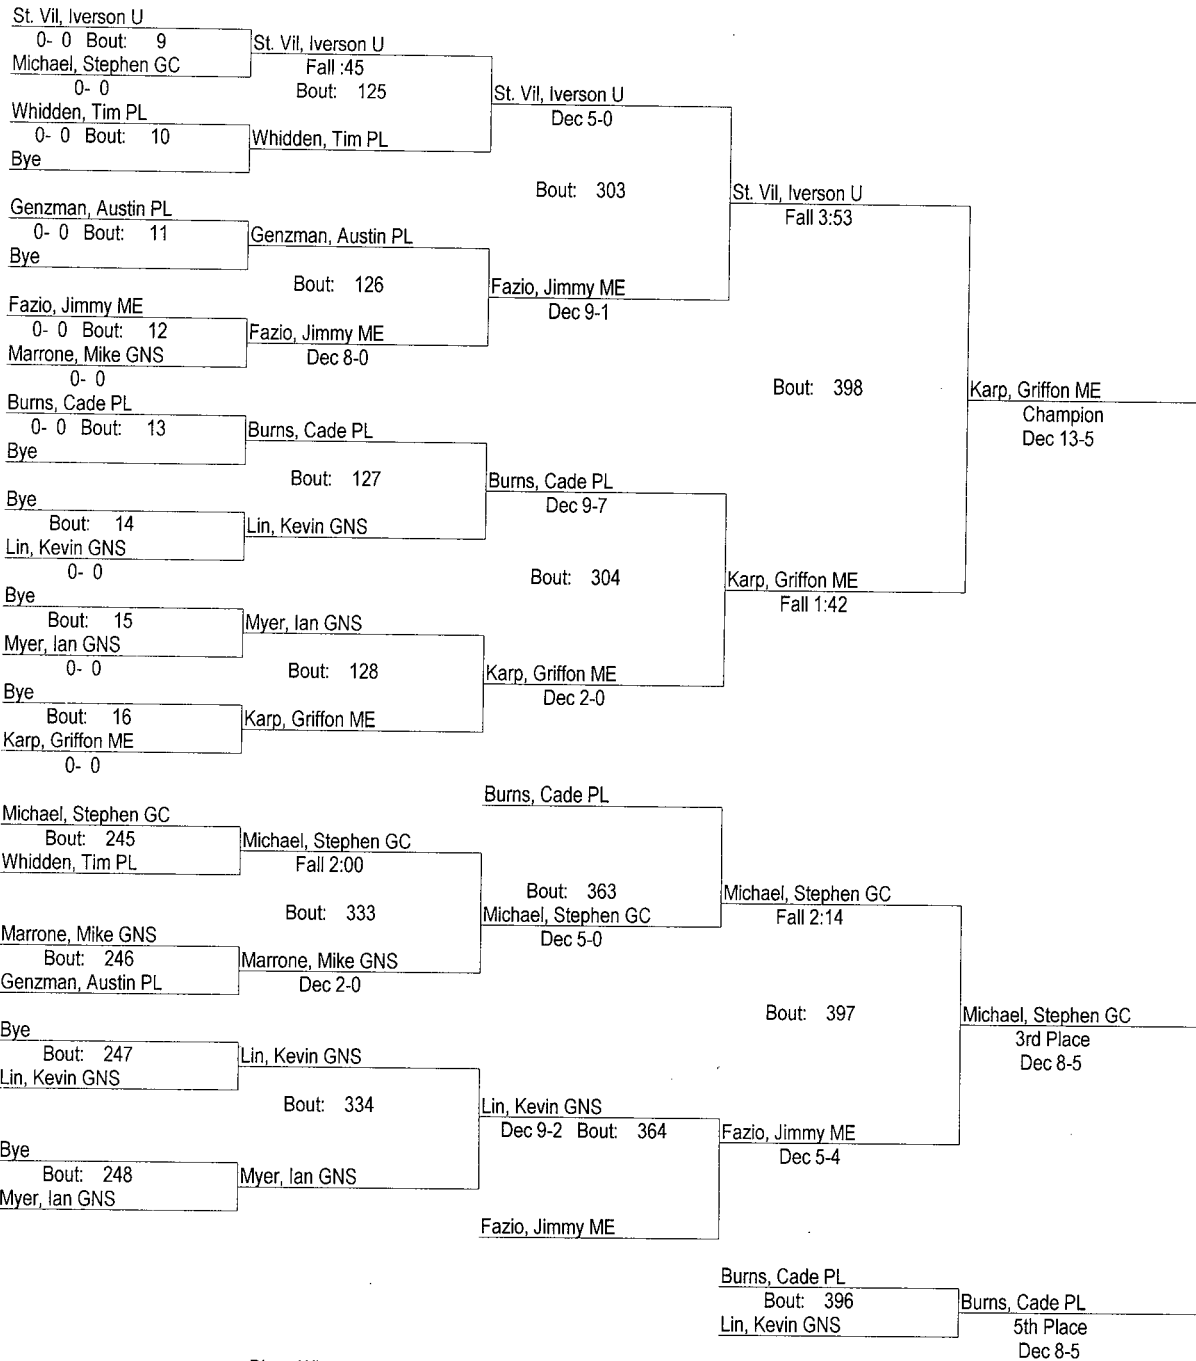 St. Vil, Iverson U
0- 0 Bout: 9
Michael, Stephen GC
0- 0
Whidden, Tim PL
0- 0 Bout: 10
Bye
Genzman, Austin PL
0- 0 Bout: 11
Bye
Fazio, Jimmy ME
0- 0 Bout: 12
Marrone, Mike GNS
0- 0
Burns, Cade PL
0- 0 Bout: 13
Bye
Bye
Bout: 14
Lin, Kevin GNS
0- 0
Bye
Bout: 15
Myer, Ian GNS
0- 0
Bye
Bout: 16
Karp, Griffon ME
0- 0
St. Vil, Iverson U
Fall :45
Bout: 125
Whidden, Tim PL
Genzman, Austin PL
Bout: 126
Fazio, Jimmy ME
Dec 8-0
Burns, Cade PL
Bout: 127
Lin, Kevin GNS
Myer, Ian GNS
Bout: 128
Karp, Griffon ME
St. Vil, Iverson U
Dec 5-0
Bout: 303
Fazio, Jimmy ME
Dec 9-1
Burns, Cade PL
Dec 9-7
Bout: 304
Karp, Griffon ME
Dec 2-0
St. Vil, Iverson U
Fall 3:53
Bout: 398
Karp, Griffon ME
Fall 1:42
Karp, Griffon ME
Champion
Dec 13-5
Michael, Stephen GC
Bout: 245
Whidden, Tim PL
Marrone, Mike GNS
Bout: 246
Genzman, Austin PL
Bye
Bout: 247
Lin, Kevin GNS
Bye
Bout: 248
Myer, Ian GNS
Michael, Stephen GC
Fall 2:00
Bout: 333
Marrone, Mike GNS
Dec 2-0
Lin, Kevin GNS
Bout: 334
Myer, Ian GNS
Burns, Cade PL
Bout: 363
Michael, Stephen GC
Dec 5-0
Lin, Kevin GNS
Dec 9-2 Bout: 364
Fazio, Jimmy ME
Michael, Stephen GC
Fall 2:14
Bout: 397
Fazio, Jimmy ME
Dec 5-4
Michael, Stephen GC
3rd Place
Dec 8-5
Burns, Cade PL
Bout: 396
Lin, Kevin GNS
Burns, Cade PL
5th Place
Dec 8-5